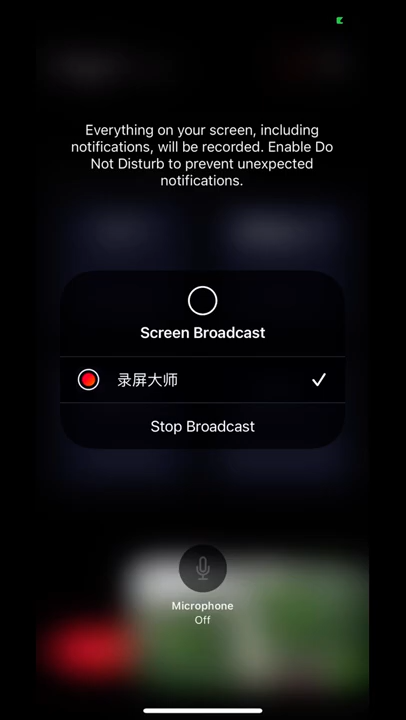 Everything on your screen, including
notifications, will be recorded. Enable Do
Not Disturb to prevent unexpected
notifications.
Screen Broadcast
录屏大师
Stop Broadcast
Microphone
Off